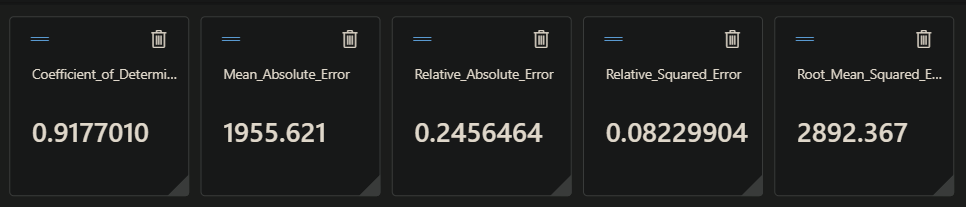 Coefficient_of_Determi...
Mean_Absolute_Error
Relative_Absolute_Error
Relative_Squared_Error
Root_Mean_Squared_E...
0.9177010
1955.621
0.2456464
0.08229904
2892.367